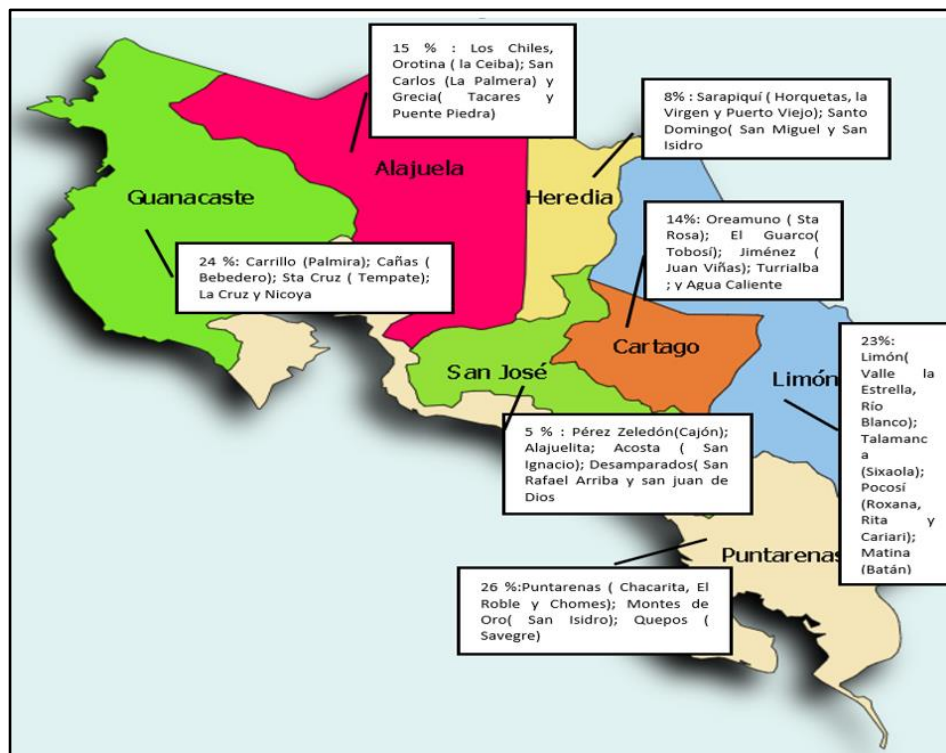 15 % : Los Chiles,
Orotina ( la Ceiba); San
Carlos (La Palmera) y
Grecia( Tacares y
Puente Piedra)
8% : Sarapiquí ( Horquetas, la
Virgen y Puerto Viejo); Santo
Domingo( San Miguel y San
Isidro
Alajuela
Guanacaste
Heredia
14%: Oreamuno ( Sta
Rosa); El Guarco(
Tobosí); Jiménez (
Juan Viñas); Turrialba
; y Agua Caliente
24 %: Carrillo (Palmira); Cañas (
Bebedero); Sta Cruz ( Tempate);
La Cruz y Nicoya
Cartago
San José
Limón
23%:
Limón(
Valle la
Estrella,
Río
Blanco);
Talamanc
a
(Sixaola);
Pocosí
(Roxana,
Rita y
Cariari);
Matina
(Batán)
5 % : Pérez Zeledón(Cajón);
Alajuelita; Acosta ( San
Ignacio); Desamparados( San
Rafael Arriba y san juan de
Dios
Puntarenas
26 %:Puntarenas ( Chacarita, El
Roble y Chomes); Montes de
Oro( San Isidro); Quepos (
Savegre)